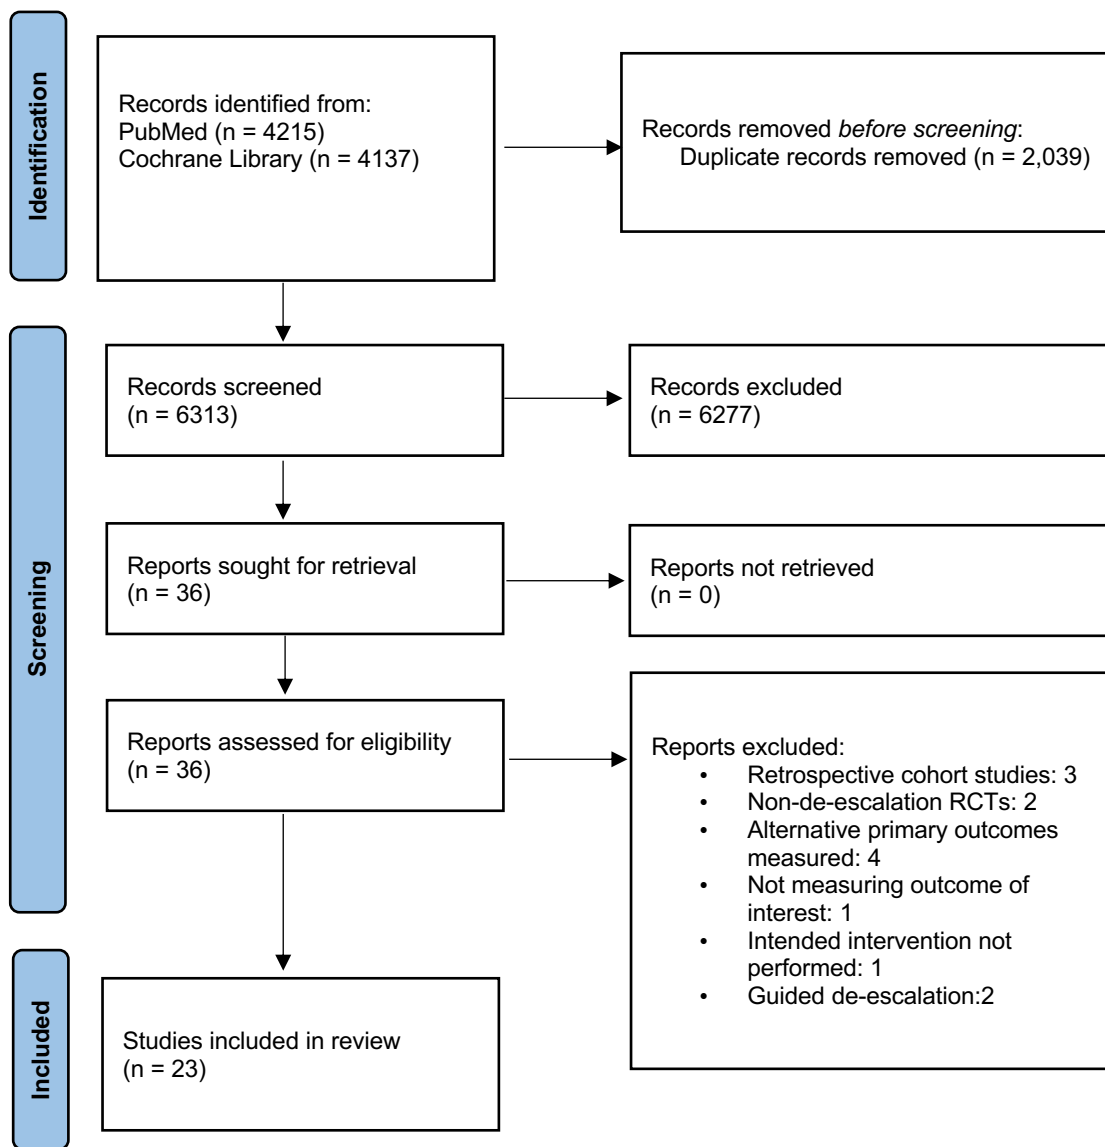 Identification
Records identified from:
PubMed (n = 4215)
Cochrane Library (n = 4137)
Records removed before screening:
Duplicate records removed (n = 2,039)
Screening
Records screened
(n = 6313)
Records excluded
(n = 6277)
Reports sought for retrieval
(n = 36)
Reports not retrieved
(n = 0)
Reports assessed for eligibility
(n = 36)
Reports excluded:
• Retrospective cohort studies: 3
• Non-de-escalation RCTs: 2
• Alternative primary outcomes
measured: 4
• Not measuring outcome of
interest: 1
• Intended intervention not
performed: 1
• Guided de-escalation:2
Included
Studies included in review
(n = 23)